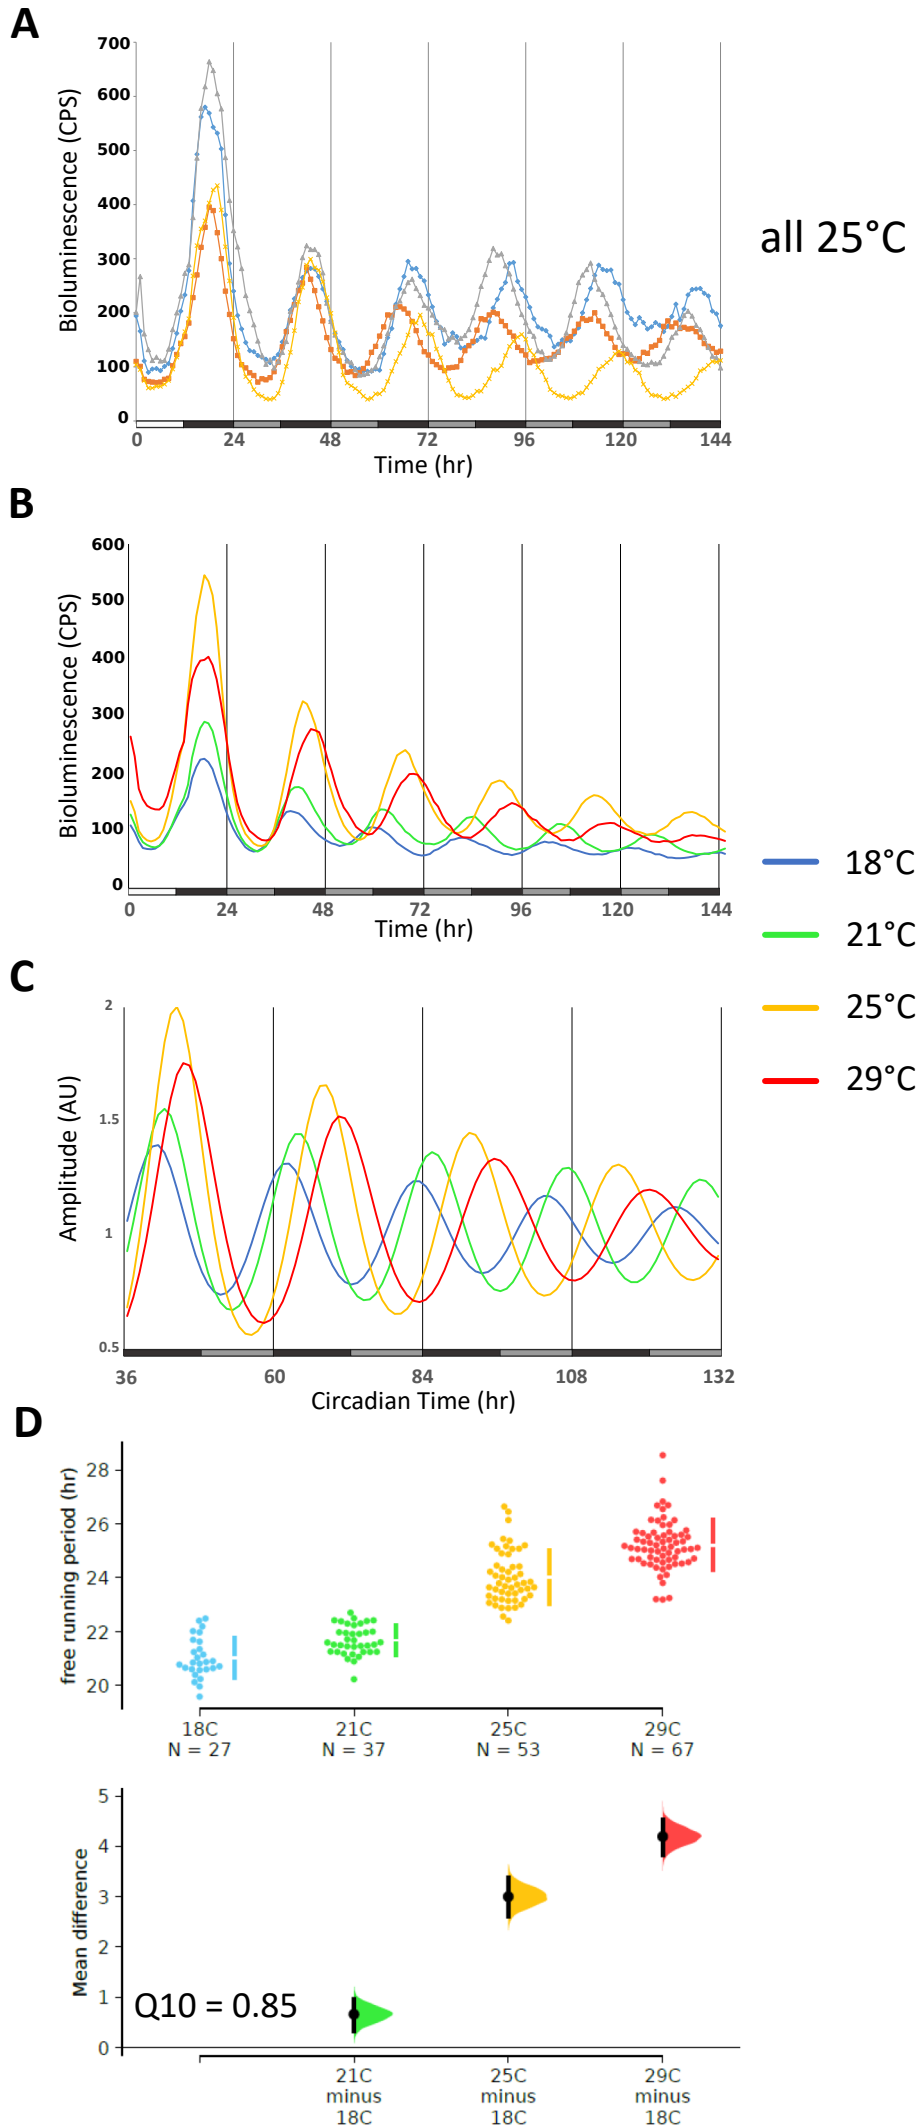 A
700
600
500
400
300
200
100
0
Bioluminescence (CPS)
0 24 48 72 96 120 144
Time (hr)
all 25°C
B
600
500
400
300
200
100
0
Bioluminescence (CPS)
0 24 48 72 96 120 144
Time (hr)
18°C
21°C
25°C
29°C
C
2
1.5
1
0.5
Amplitude (AU)
36 60 84 108 132
Circadian Time (hr)
D
28
26
24
22
20
free running period (hr)
18C 21C 25C 29C
N = 27 N = 37 N = 53 N = 67
5
4
3
2
1
0
Mean difference
Q10 = 0.85
21C 25C 29C
minus minus minus
18C 18C 18C